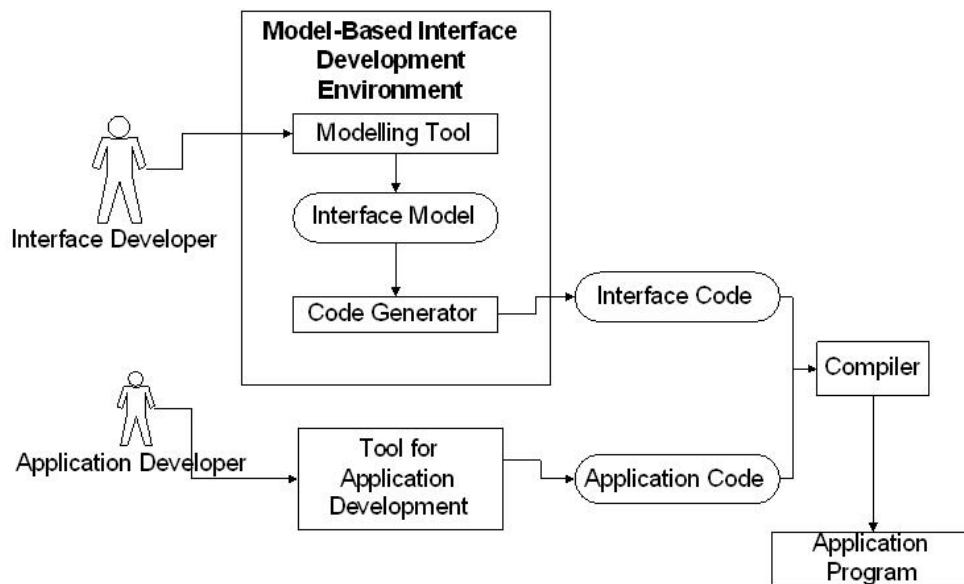 Model-Based Interface
Development
Environment
Modelling Tool
Interface Developer
Interface Model
Code Generator
Interface Code
Compiler
Application Developer
Tool for
Application
Development
Application Code
Application
Program